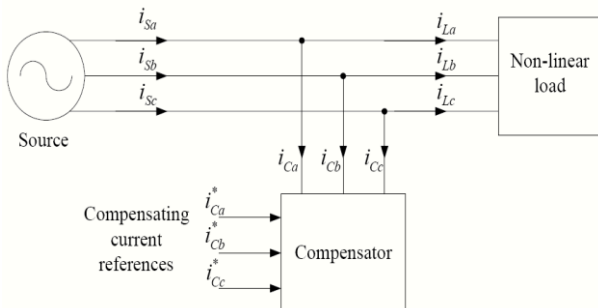 i_Sa i_La
i_Sb i_Lb
i_Sc i_Lc
Non-linear
load
Source
i_Ca i_Cb i_Cc
Compensating
current
references
i*_Ca
i*_Cb
i*_Cc
Compensator